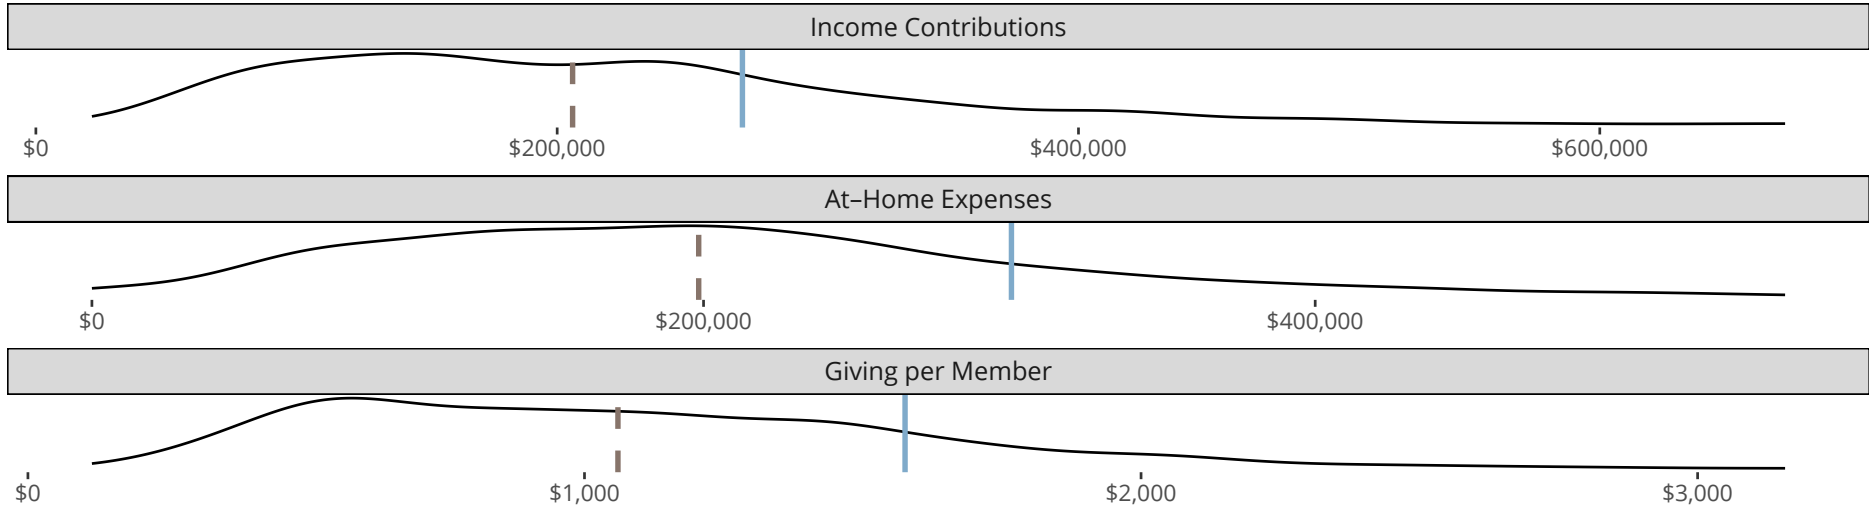 Income Contributions
$0 $200,000 $400,000 $600,000
At–Home Expenses
$0 $200,000 $400,000
Giving per Member
$0 $1,000 $2,000 $3,000